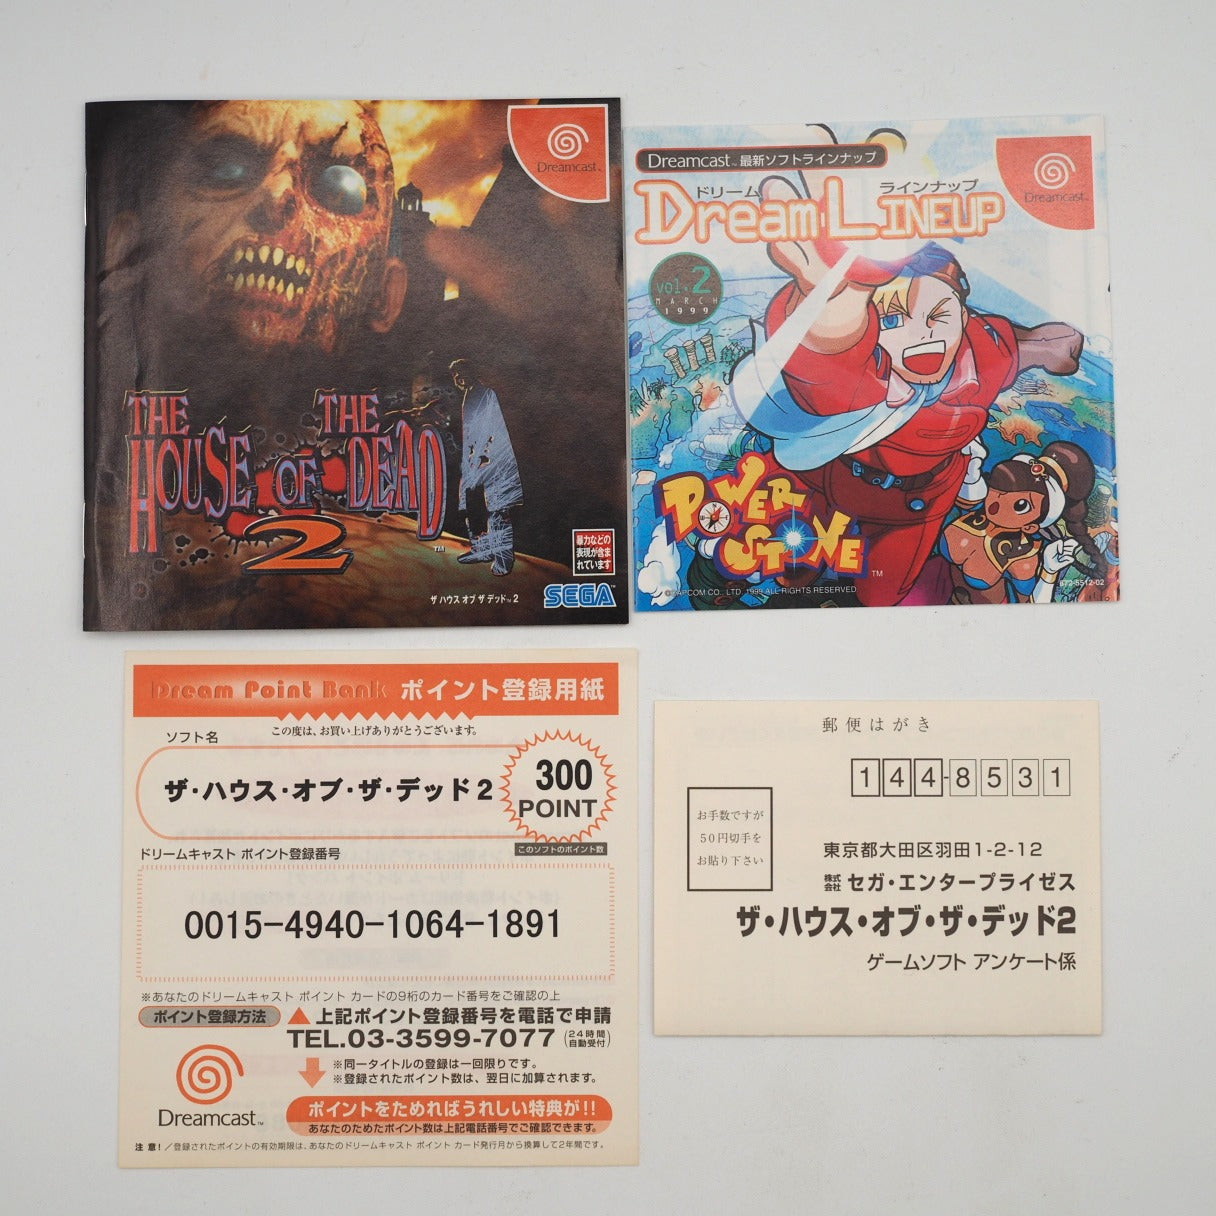 Dreamcast™
THE HOUSE OF THE DEAD 2™
暴力などの
表現が含ま
れています
ザ ハウス オブ ザ デッド™ 2
SEGA
Dreamcast™ 最新ソフトラインナップ
ドリーム ラインナップ
Dream LINEUP
Dreamcast™
vol.2
MARCH
1999
POWER STONE™
©CAPCOM CO., LTD. 1999 ALL RIGHTS RESERVED.
672-5512-02
Dream Point Bank ポイント登録用紙
この度は、お買い上げありがとうございます。
ソフト名
ザ・ハウス・オブ・ザ・デッド2
300
POINT
このソフトのポイント数
ドリームキャスト ポイント登録番号
0015-4940-1064-1891
※あなたのドリームキャスト ポイント カードの9桁のカード番号をご確認の上
ポイント登録方法 ▲上記ポイント登録番号を電話で申請
TEL.03-3599-7077 (24時間自動受付)
※同一タイトルの登録は一回限りです。
※登録されたポイント数は、翌日に加算されます。
Dreamcast™
ポイントをためればうれしい特典が!!
あなたのためたポイント数は上記電話番号でご確認できます。
注意!/登録されたポイントの有効期限は、あなたのドリームキャスト ポイント カード発行月から換算して2年間です。
郵便はがき
144-8531
お手数ですが
50円切手を
お貼り下さい
東京都大田区羽田1-2-12
株式会社 セガ・エンタープライゼス
ザ・ハウス・オブ・ザ・デッド2
ゲームソフト アンケート係